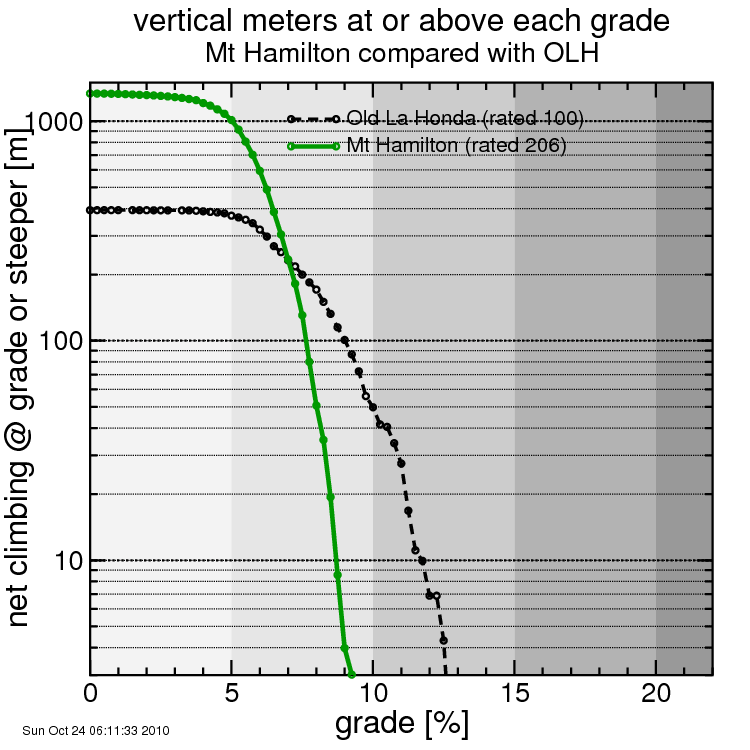 vertical meters at or above each grade
Mt Hamilton compared with OLH
net climbing @ grade or steeper [m]
1000
100
10
Old La Honda (rated 100)
Mt Hamilton (rated 206)
0 5 10 15 20
grade [%]
Sun Oct 24 06:11:33 2010